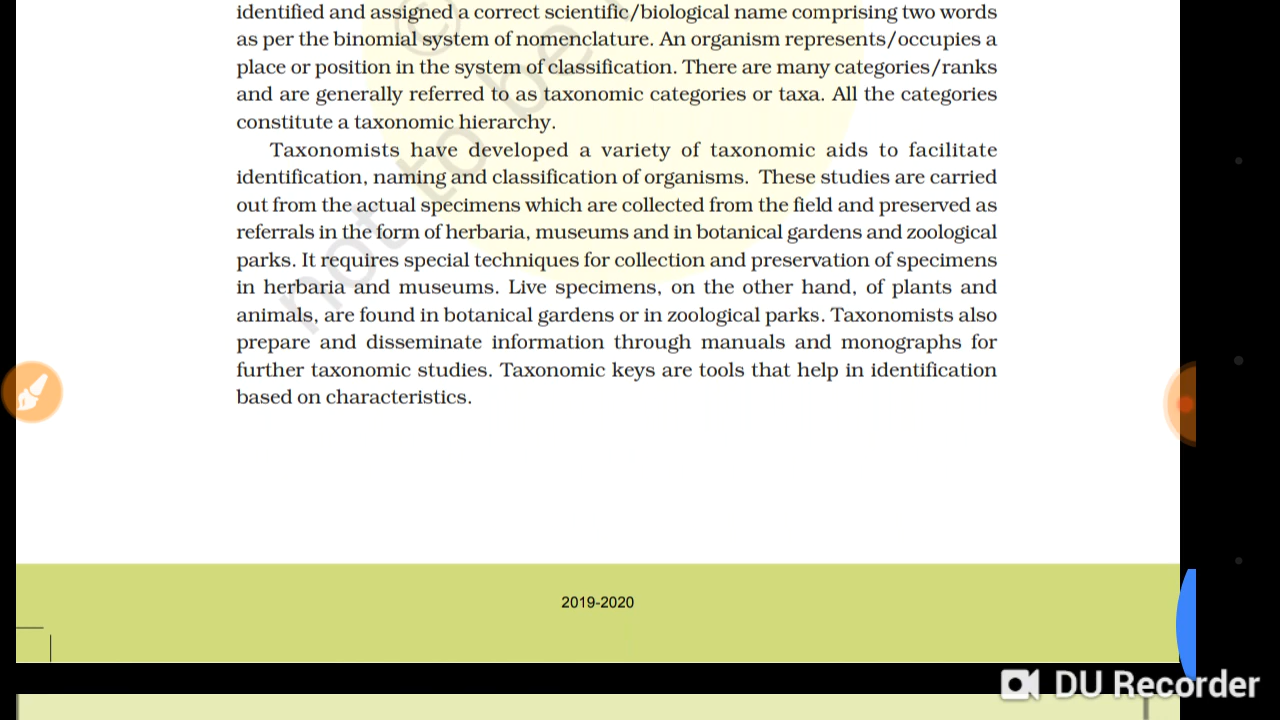 identified and assigned a correct scientific/biological name comprising two words
as per the binomial system of nomenclature. An organism represents/occupies a
place or position in the system of classification. There are many categories/ranks
and are generally referred to as taxonomic categories or taxa. All the categories
constitute a taxonomic hierarchy.
Taxonomists have developed a variety of taxonomic aids to facilitate
identification, naming and classification of organisms. These studies are carried
out from the actual specimens which are collected from the field and preserved as
referrals in the form of herbaria, museums and in botanical gardens and zoological
parks. It requires special techniques for collection and preservation of specimens
in herbaria and museums. Live specimens, on the other hand, of plants and
animals, are found in botanical gardens or in zoological parks. Taxonomists also
prepare and disseminate information through manuals and monographs for
further taxonomic studies. Taxonomic keys are tools that help in identification
based on characteristics.
©
not to be
2019-2020
DU Recorder